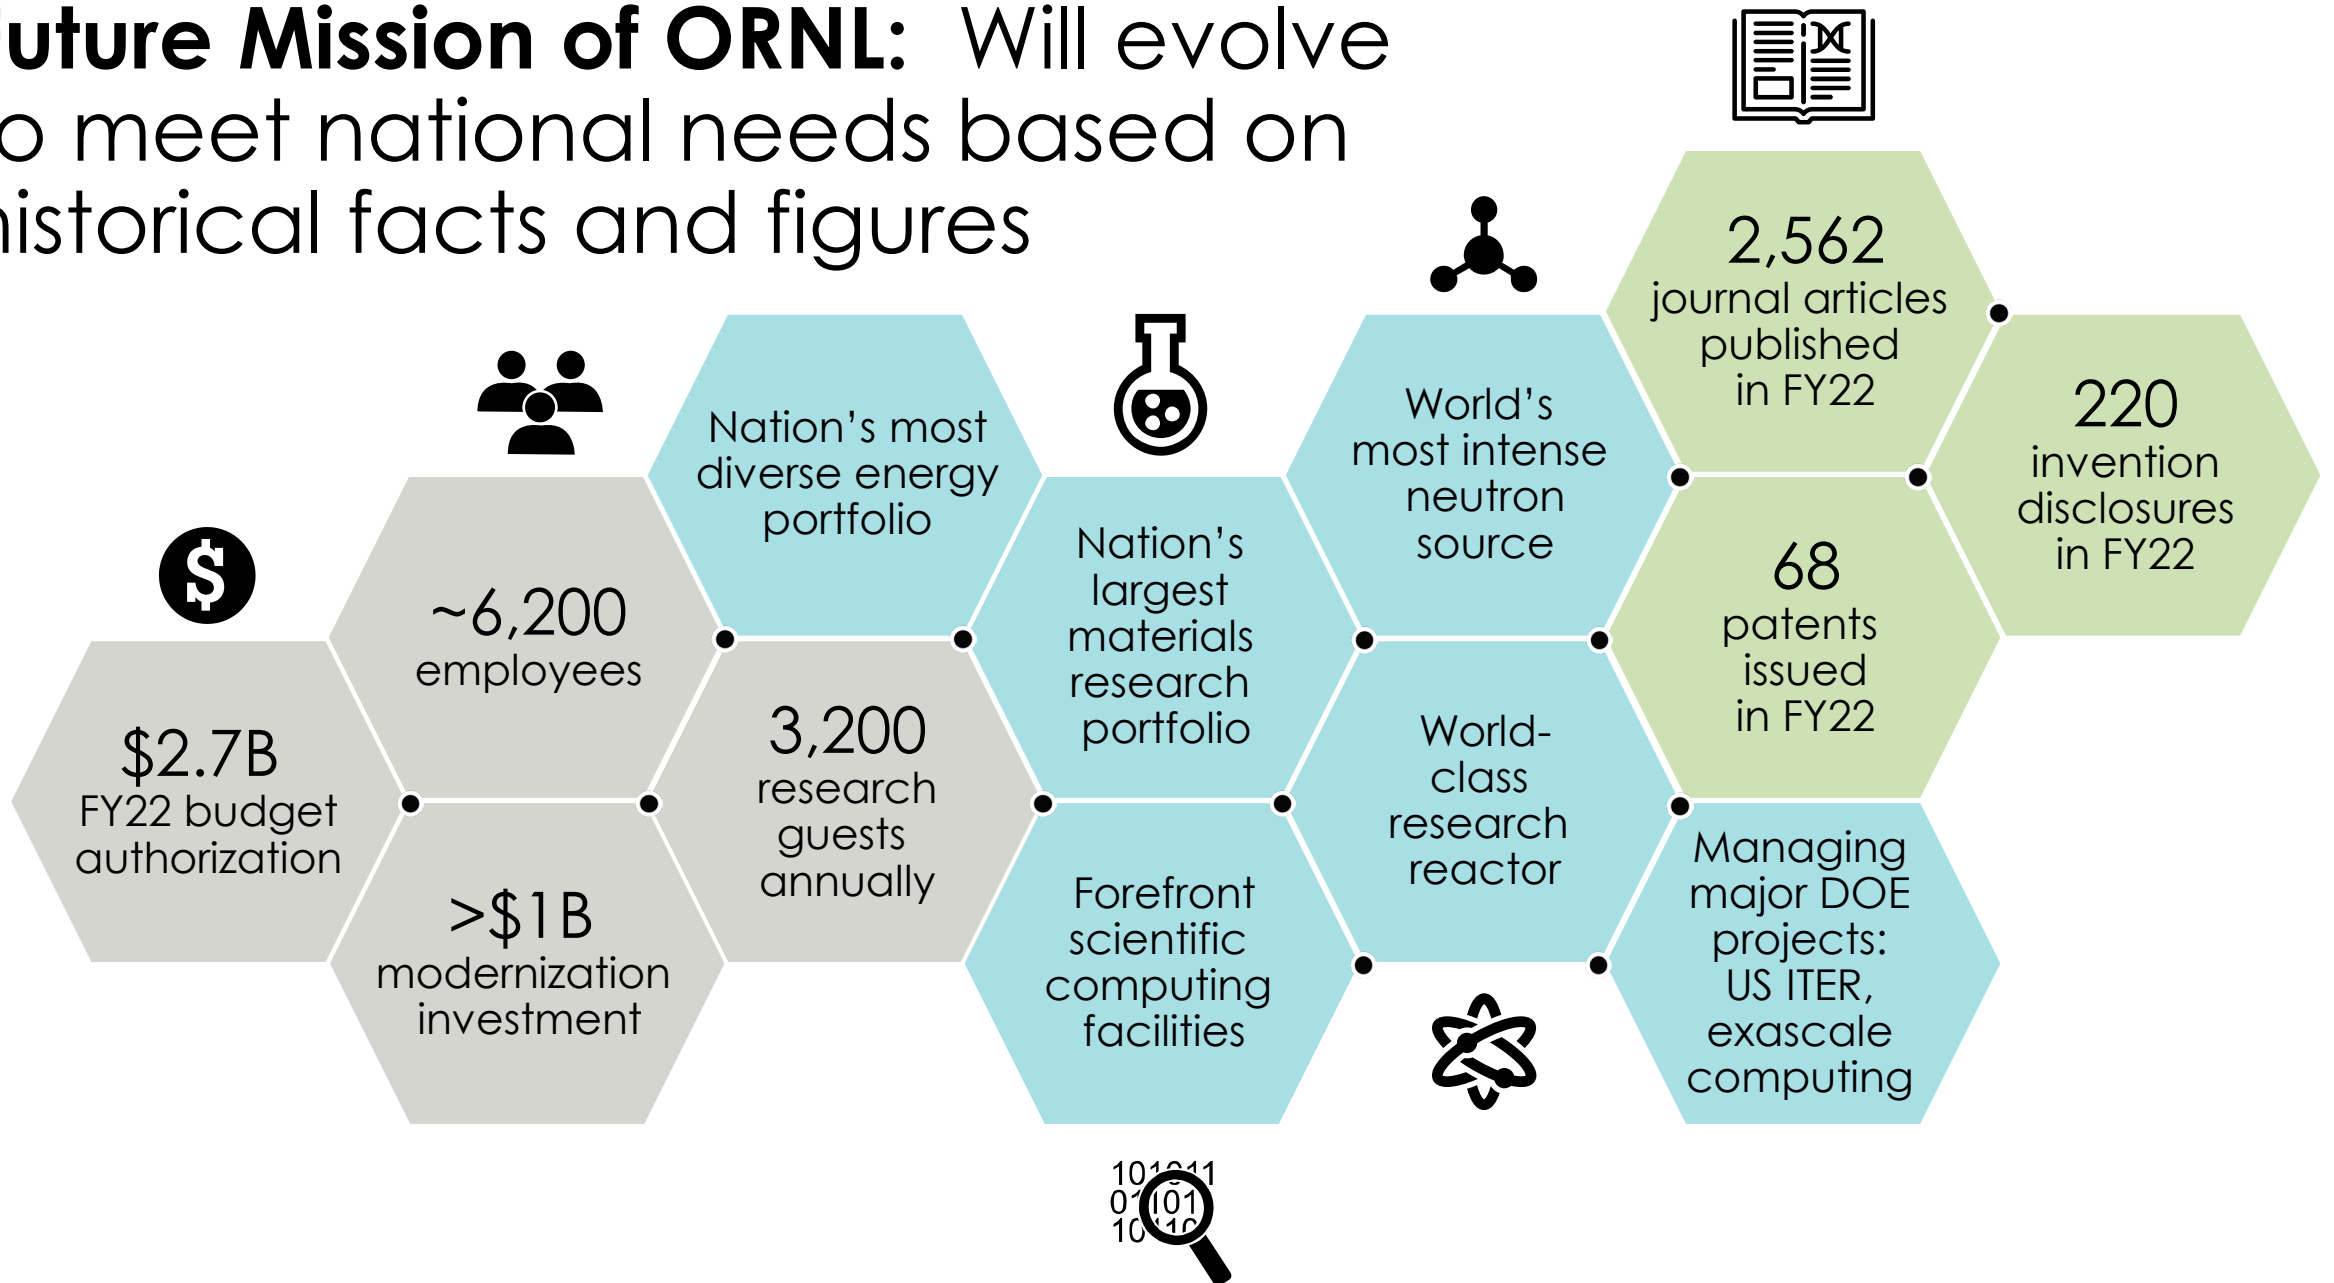 uture Mission of ORNL: Will evolve
o meet national needs based on
historical facts and figures
$2.7B
FY22 budget
authorization
~6,200
employees
>$1B
modernization
investment
Nation's most
diverse energy
portfolio
3,200
research
guests
annually
Nation's
largest
materials
research
portfolio
Forefront
scientific
computing
facilities
World's
most intense
neutron
source
World-
class
research
reactor
2,562
journal articles
published
in FY22
68
patents
issued
in FY22
Managing
major DOE
projects:
US ITER,
exascale
computing
220
invention
disclosures
in FY22